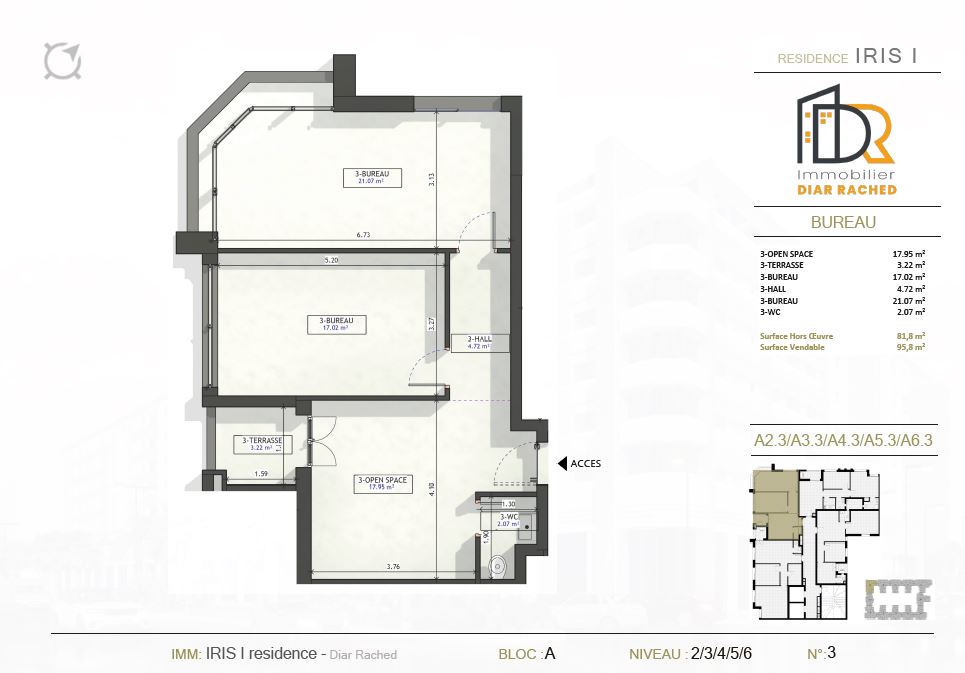 RESIDENCE IRIS I
DR
Immobilier
DIAR RACHED
BUREAU
3-OPEN SPACE 17.95 m²
3-TERRASSE 3.22 m²
3-BUREAU 17.02 m²
3-HALL 4.72 m²
3-BUREAU 21.07 m²
3-WC 2.07 m²
Surface Hors Œuvre 81,8 m²
Surface Vendable 95,8 m²
A2.3/A3.3/A4.3/A5.3/A6.3
3-BUREAU
21.07 m²
3.13
6.73
5.20
3-BUREAU
17.02 m²
3.27
3-HALL
4.72 m²
3-TERRASSE
3.22 m²
1.59
ACCES
3-OPEN SPACE
17.95 m²
4.10
3.76
1.30
3-WC
2.07 m²
1.90
IMM: IRIS I residence - Diar Rached
BLOC :A
NIVEAU : 2/3/4/5/6
N°:3